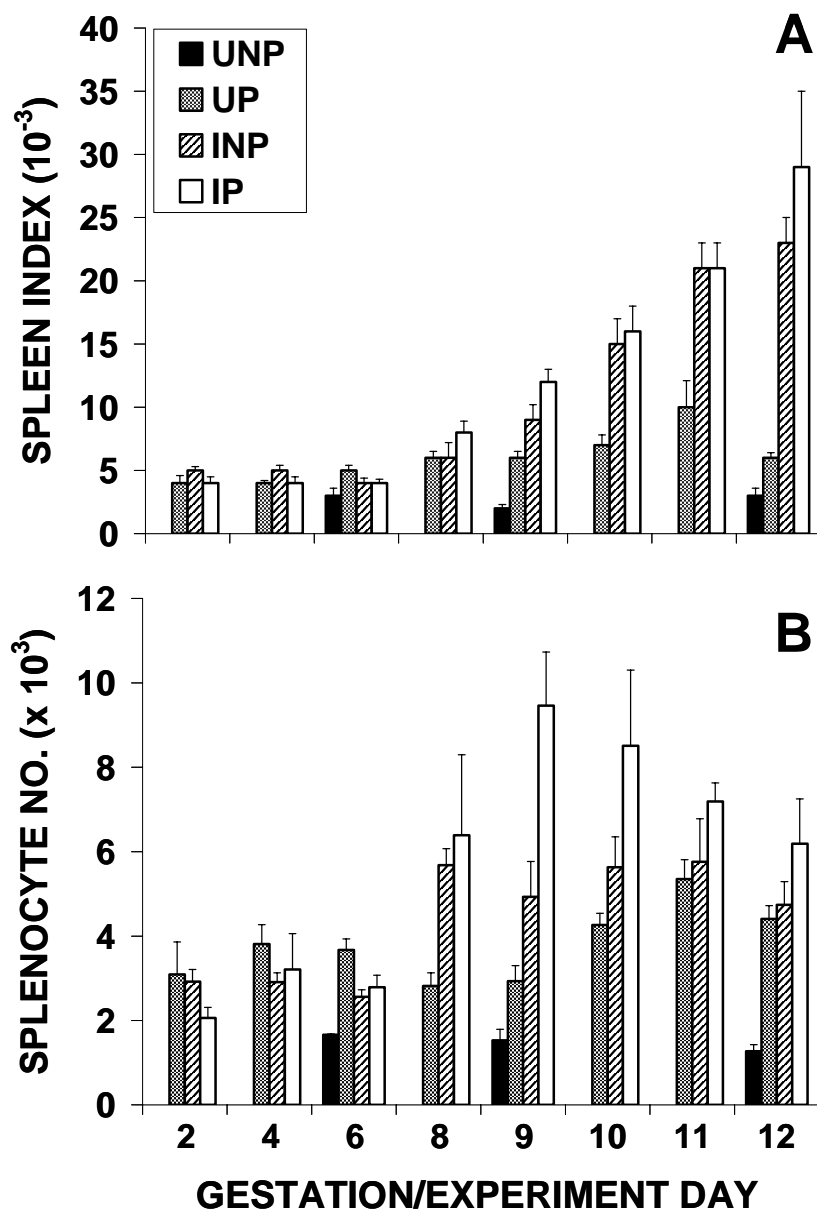 A
UNP
UP
INP
IP
SPLEEN INDEX (10⁻³)
40
35
30
25
20
15
10
5
0
B
SPLENOCYTE NO. (x 10³)
12
10
8
6
4
2
0
2 4 6 8 9 10 11 12
GESTATION/EXPERIMENT DAY